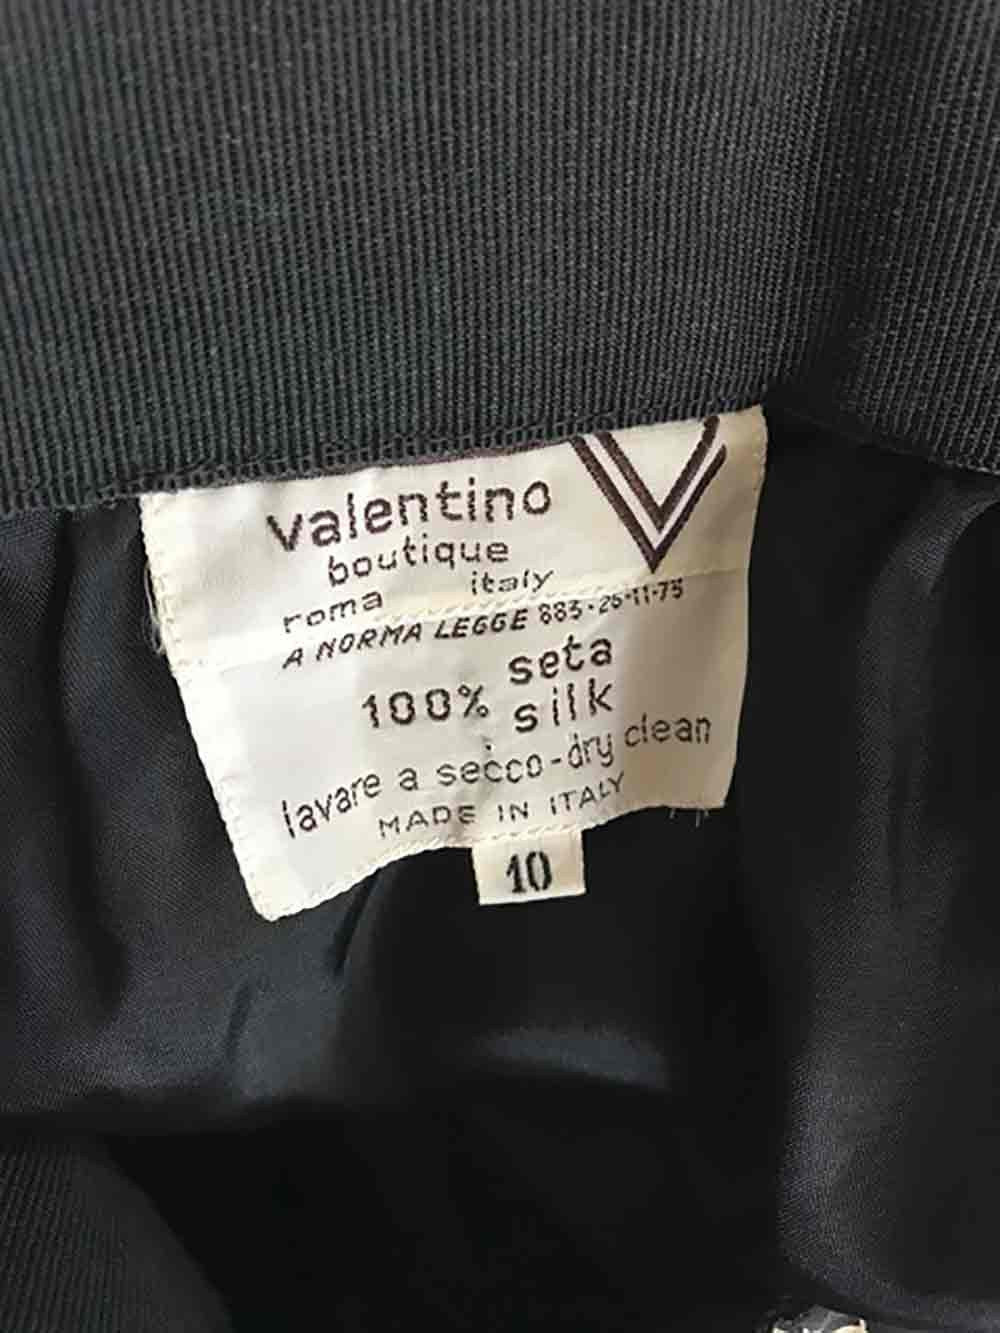 valentino
boutique
roma italy
A NORMA LEGGE 883-26-11-73
100% seta
silk
lavare a secco-dry clean
MADE IN ITALY
10